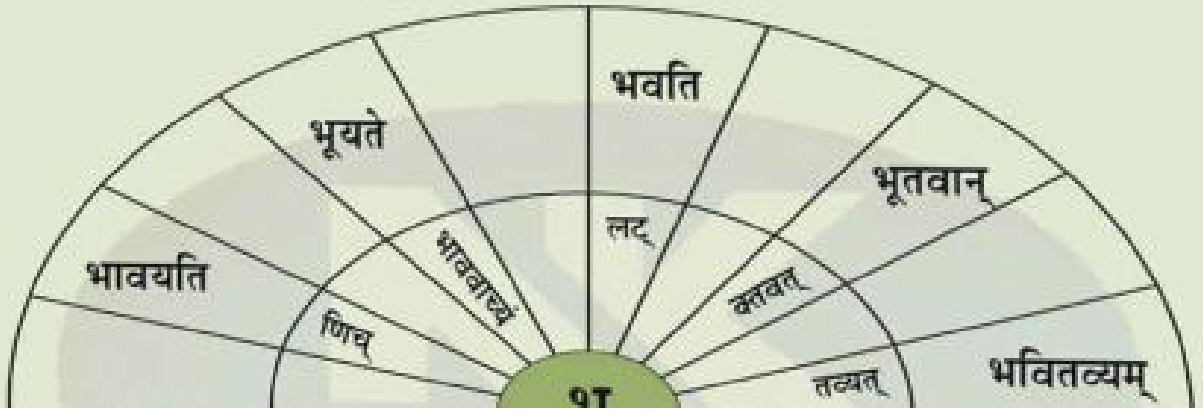 भवति
भूयते
भूतवान्
लट्
भाववाच्यं
भावयति
क्तवत्
णिच्
भवितव्यम्
तव्यत्